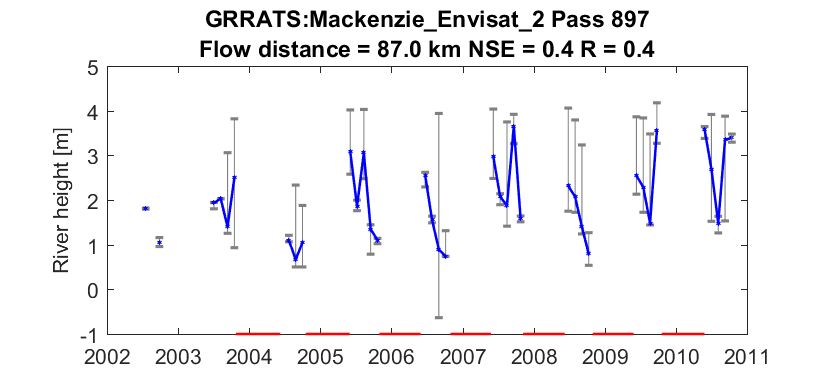 GRRATS:Mackenzie_Envisat_2 Pass 897
Flow distance = 87.0 km NSE = 0.4 R = 0.4
River height [m]
5
4
3
2
1
0
-1
2002 2003 2004 2005 2006 2007 2008 2009 2010 2011